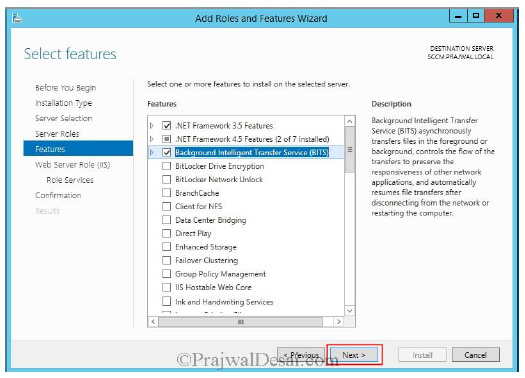 Add Roles and Features Wizard
Select features
DESTINATION SERVER
SCCM.PRAJWAL.LOCAL
Before You Begin
Installation Type
Server Selection
Server Roles
Features
Web Server Role (IIS)
Role Services
Confirmation
Results
Select one or more features to install on the selected server.
Features
.NET Framework 3.5 Features
.NET Framework 4.5 Features (2 of 7 installed)
Background Intelligent Transfer Service (BITS)
BitLocker Drive Encryption
BitLocker Network Unlock
BranchCache
Client for NFS
Data Center Bridging
Direct Play
Enhanced Storage
Failover Clustering
Group Policy Management
IIS Hostable Web Core
Ink and Handwriting Services
Description
Background Intelligent Transfer
Service (BITS) asynchronously
transfers files in the foreground or
background, controls the flow of the
transfers to preserve the
responsiveness of other network
applications, and automatically
resumes file transfers after
disconnecting from the network or
restarting the computer.
< Previous
Next >
Install
Cancel
©PrajwalDesai.com